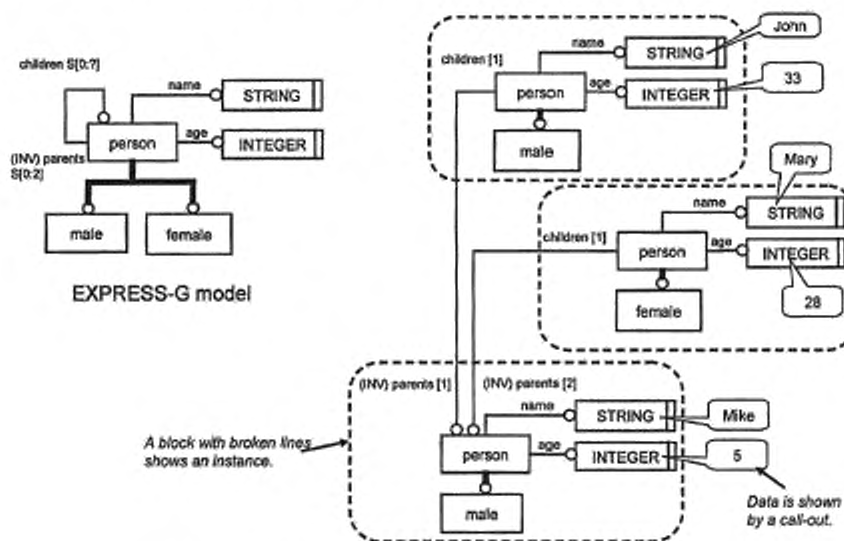 children S[0:?]
name
STRING
person
age
INTEGER
(INV) parents
S[0:2]
male
female
EXPRESS-G model
children [1]
name
STRING
John
person
age
INTEGER
33
male
Mary
name
STRING
children [1]
person
age
INTEGER
female
28
(INV) parents [1]
(INV) parents [2]
name
STRING
Mike
A block with broken lines
shows an instance.
person
age
INTEGER
5
male
Data is shown
by a call-out.